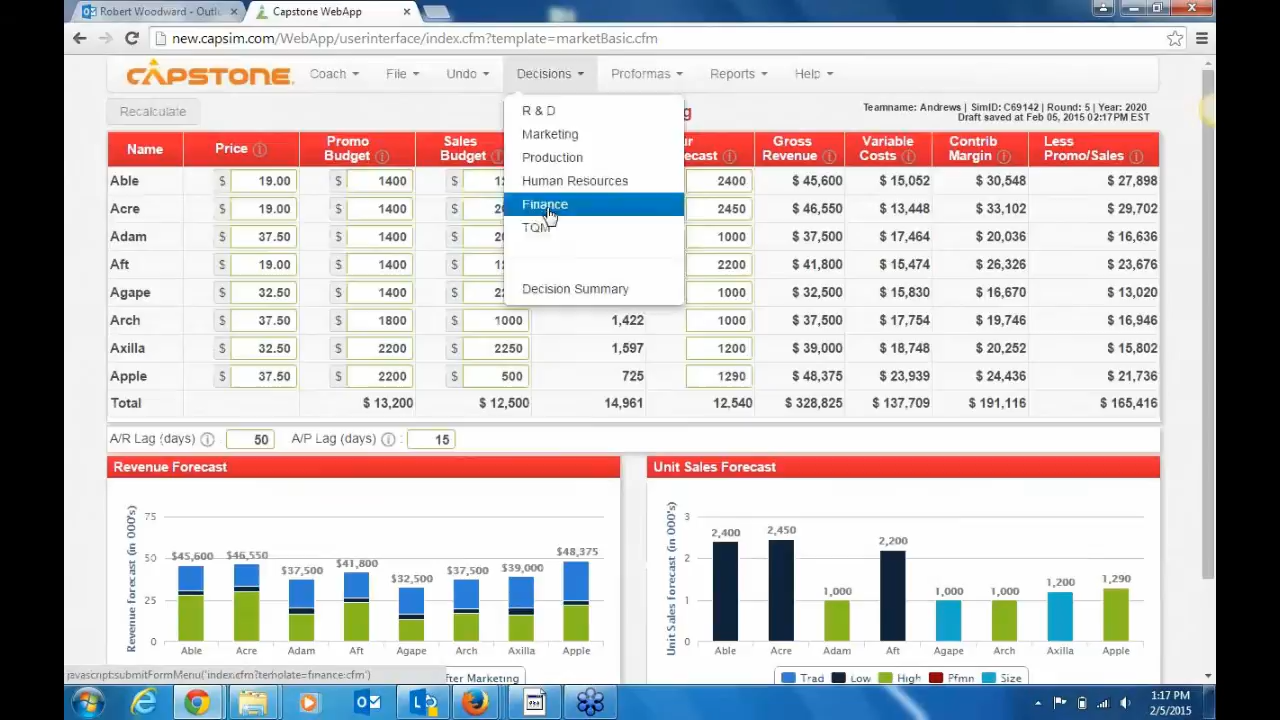 Robert Woodward - Outlo
Capstone WebApp
new.capsim.com/WebApp/userinterface/index.cfm?template=marketBasic.cfm
CAPSTONE Coach File Undo Decisions Proformas Reports Help
Recalculate
Teamname: Andrews | SimID: C69142 | Round: 5 | Year: 2020
Draft saved at Feb 05, 2015 02:17PM EST
R & D
Marketing
Production
Human Resources
Finance
TQM
Decision Summary
Name Price Promo Budget Sales Budget Gross Revenue Variable Costs Contrib Margin Less Promo/Sales
Able $ 19.00 $ 1400 $ 2400 $ 45,600 $ 15,052 $ 30,548 $ 27,898
Acre $ 19.00 $ 1400 $ 2450 $ 46,550 $ 13,448 $ 33,102 $ 29,702
Adam $ 37.50 $ 1400 $ 1000 $ 37,500 $ 17,464 $ 20,036 $ 16,636
Aft $ 19.00 $ 1400 $ 2200 $ 41,800 $ 15,474 $ 26,326 $ 23,676
Agape $ 32.50 $ 1400 $ 1000 $ 32,500 $ 15,830 $ 16,670 $ 13,020
Arch $ 37.50 $ 1800 $ 1000 1,422 1000 $ 37,500 $ 17,754 $ 19,746 $ 16,946
Axilla $ 32.50 $ 2200 $ 2250 1,597 1200 $ 39,000 $ 18,748 $ 20,252 $ 15,802
Apple $ 37.50 $ 2200 $ 500 725 1290 $ 48,375 $ 23,939 $ 24,436 $ 21,736
Total $ 13,200 $ 12,500 14,961 12,540 $ 328,825 $ 137,709 $ 191,116 $ 165,416
A/R Lag (days) 50 A/P Lag (days) : 15
Revenue Forecast
Revenue forecast (in 000's)
75
50
25
0
$45,600 $46,550 $37,500 $41,800 $32,500 $37,500 $39,000 $48,375
Able Acre Adam Aft Agape Arch Axilla Apple
fter Marketing
Unit Sales Forecast
Unit Sales forecast (in 000's)
3
2
1
0
2,400 2,450 1,000 2,200 1,000 1,000 1,200 1,290
Able Acre Adam Aft Agape Arch Axilla Apple
Trad Low High Pfmn Size
javascript:submitFormMenu('index.cfm?template=finance.cfm')
1:17 PM
2/5/2015